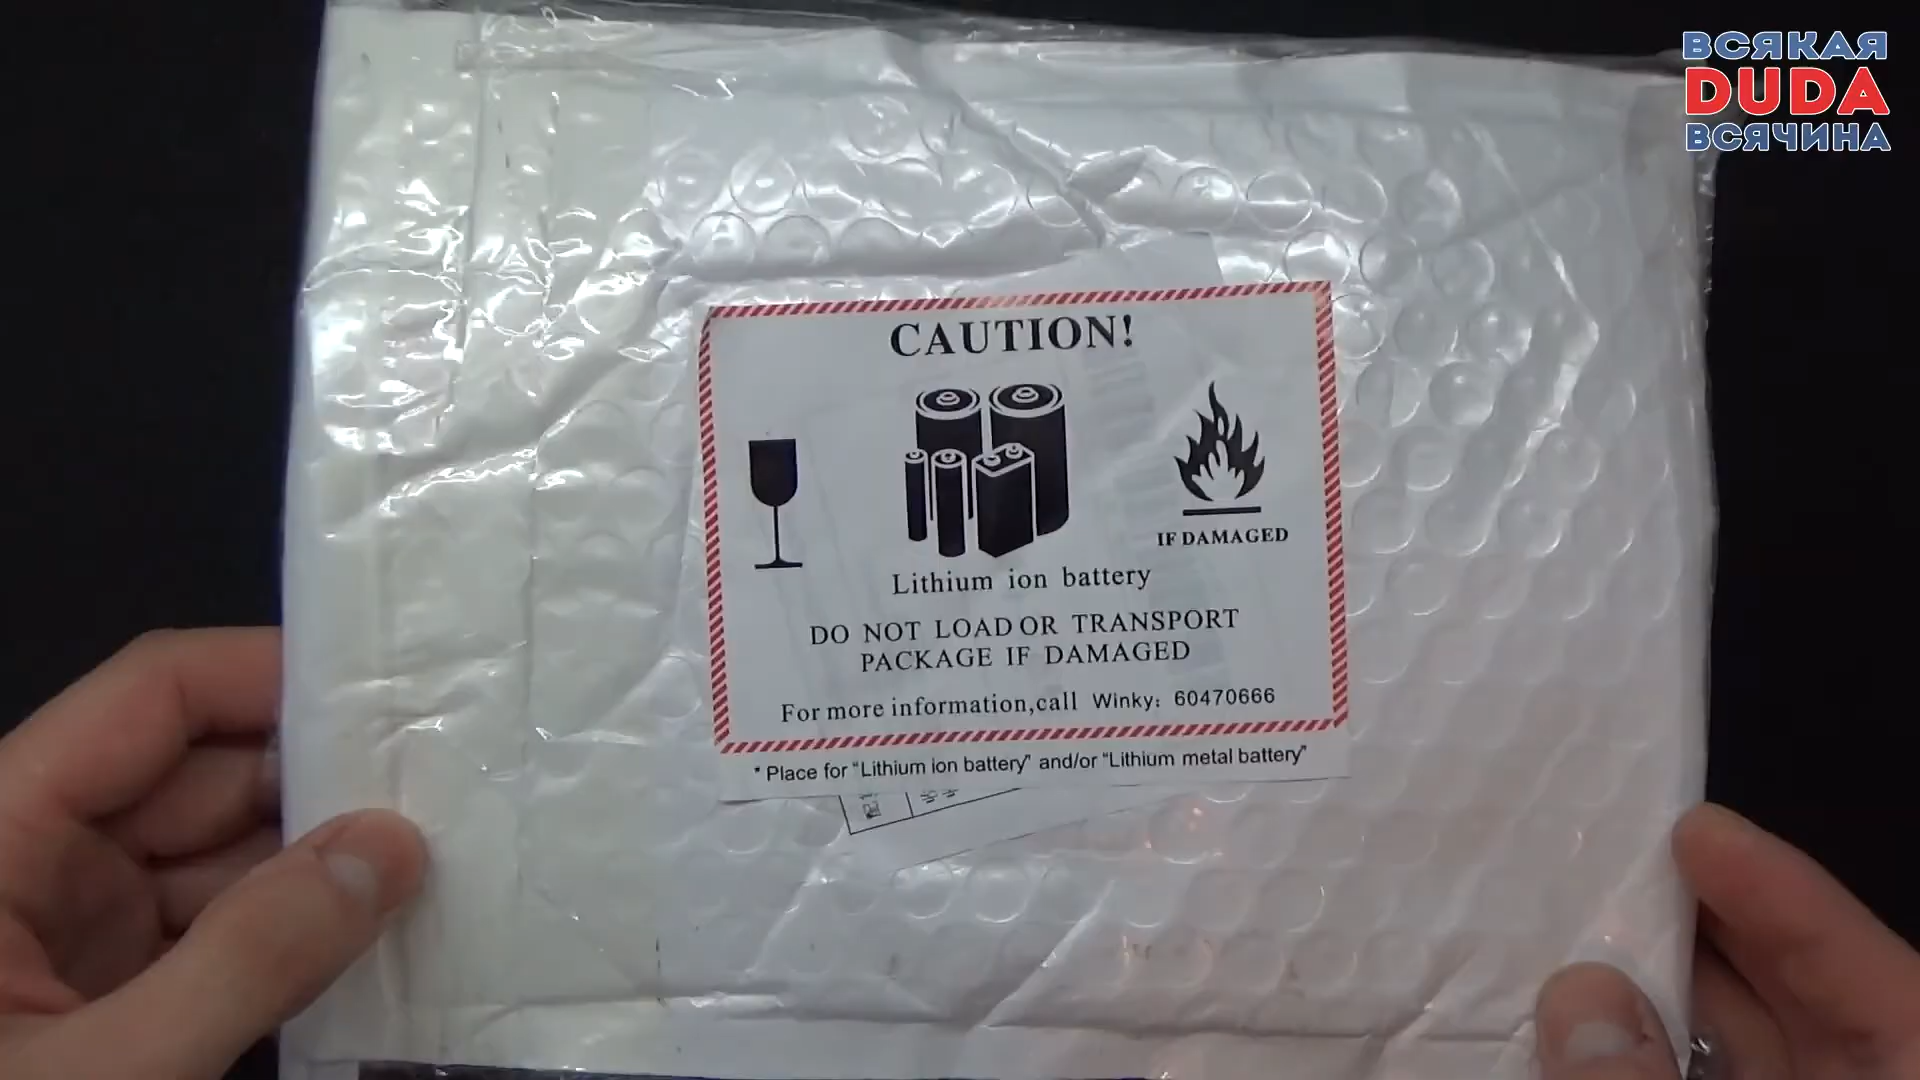 ВСЯКАЯ
DUDA
ВСЯЧИНА
CAUTION!
IF DAMAGED
Lithium ion battery
DO NOT LOAD OR TRANSPORT
PACKAGE IF DAMAGED
For more information,call Winky: 60470666
* Place for "Lithium ion battery" and/or "Lithium metal battery"